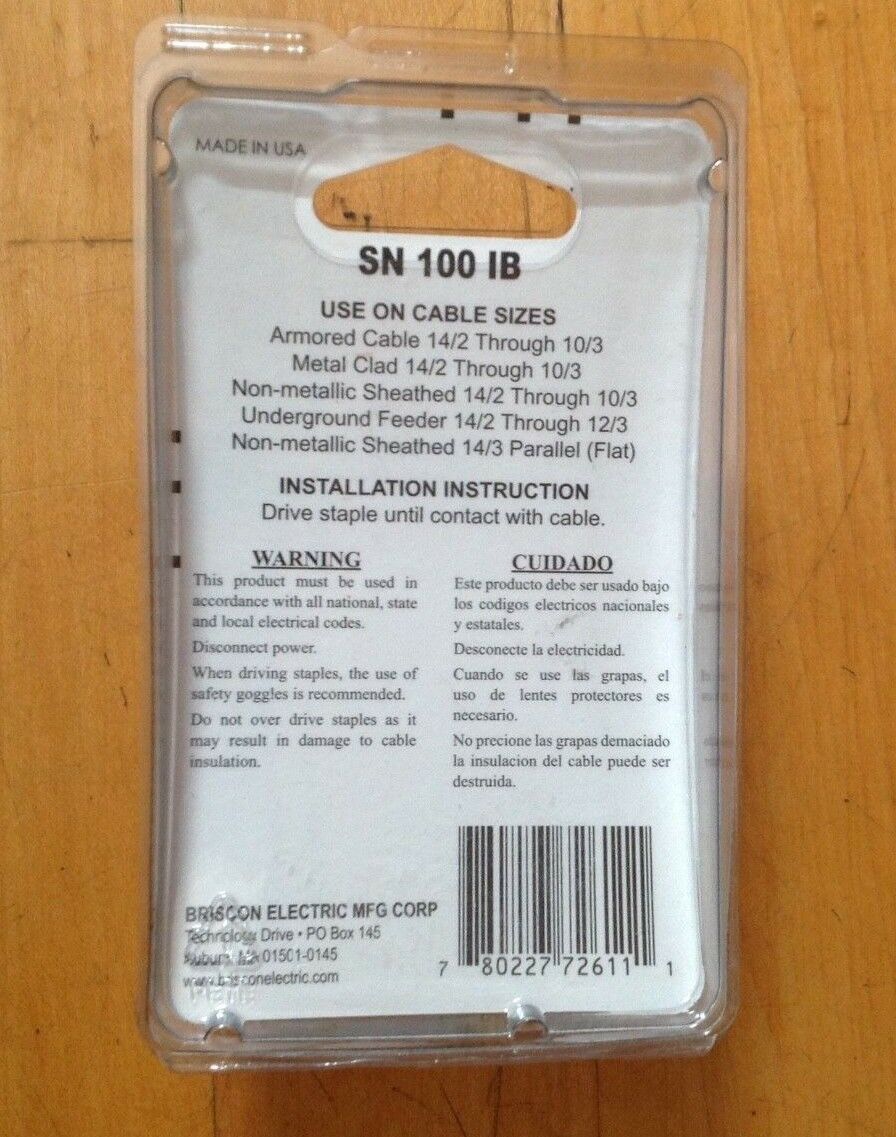 MADE IN USA
SN 100 IB
USE ON CABLE SIZES
Armored Cable 14/2 Through 10/3
Metal Clad 14/2 Through 10/3
Non-metallic Sheathed 14/2 Through 10/3
Underground Feeder 14/2 Through 12/3
Non-metallic Sheathed 14/3 Parallel (Flat)
INSTALLATION INSTRUCTION
Drive staple until contact with cable.
WARNING
This product must be used in
accordance with all national, state
and local electrical codes.
Disconnect power.
When driving staples, the use of
safety goggles is recommended.
Do not over drive staples as it
may result in damage to cable
insulation.
CUIDADO
Este producto debe ser usado bajo
los codigos electricos nacionales
y estatales.
Desconecte la electricidad.
Cuando se use las grapas, el
uso de lentes protectores es
necesario.
No precione las grapas demaciado
la insulacion del cable puede ser
destruida.
BRISCON ELECTRIC MFG CORP
Technology Drive • PO Box 145
Auburn, MA 01501-0145
www.brisconelectric.com
7 80227 72611 1